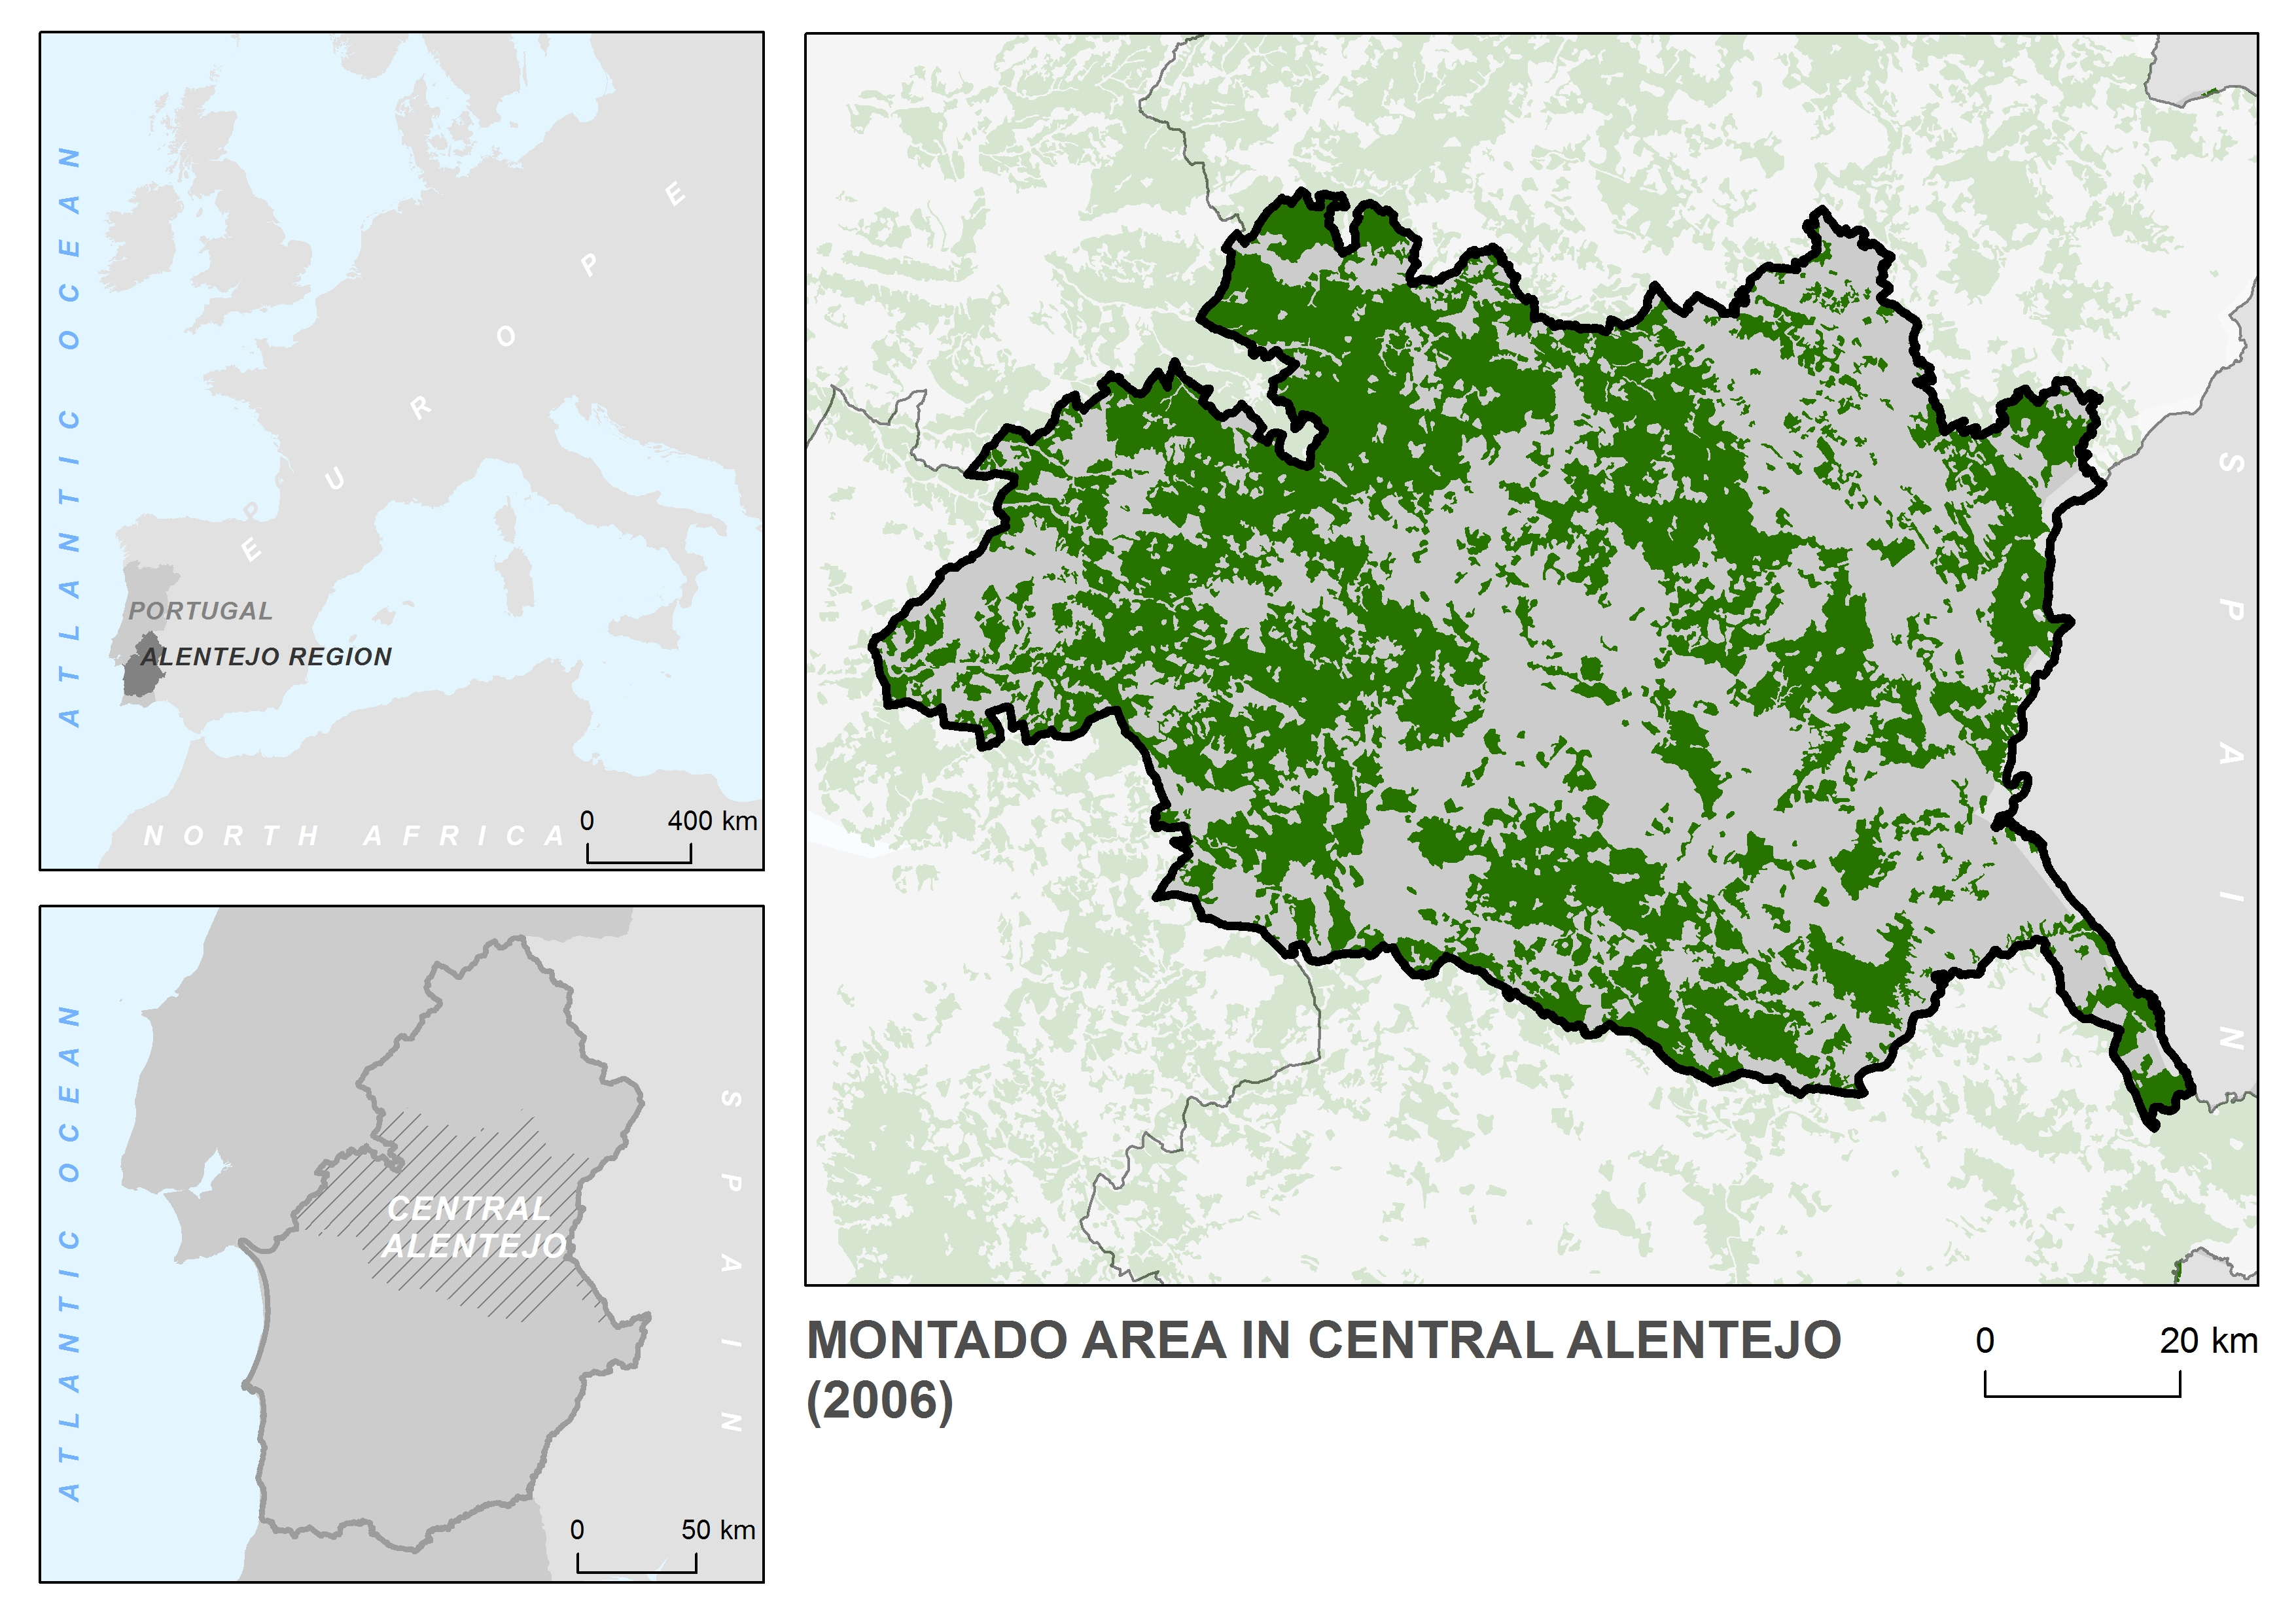 ATLANTIC OCEAN
EUROPE
P
PORTUGAL
ALENTEJO REGION
NORTH AFRICA
0 400 km
ATLANTIC OCEAN
SPAIN
CENTRAL
ALENTEJO
0 50 km
SPAIN
MONTADO AREA IN CENTRAL ALENTEJO
(2006)
0 20 km